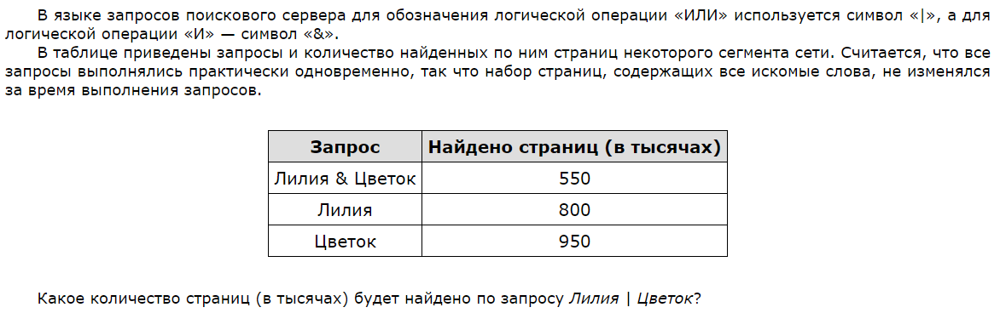 В языке запросов поискового сервера для обозначения логической операции «ИЛИ» используется символ «|», а для
логической операции «И» — символ «&».
В таблице приведены запросы и количество найденных по ним страниц некоторого сегмента сети. Считается, что все
запросы выполнялись практически одновременно, так что набор страниц, содержащих все искомые слова, не изменялся
за время выполнения запросов.
Запрос Найдено страниц (в тысячах)
Лилия & Цветок 550
Лилия 800
Цветок 950
Какое количество страниц (в тысячах) будет найдено по запросу Лилия | Цветок?